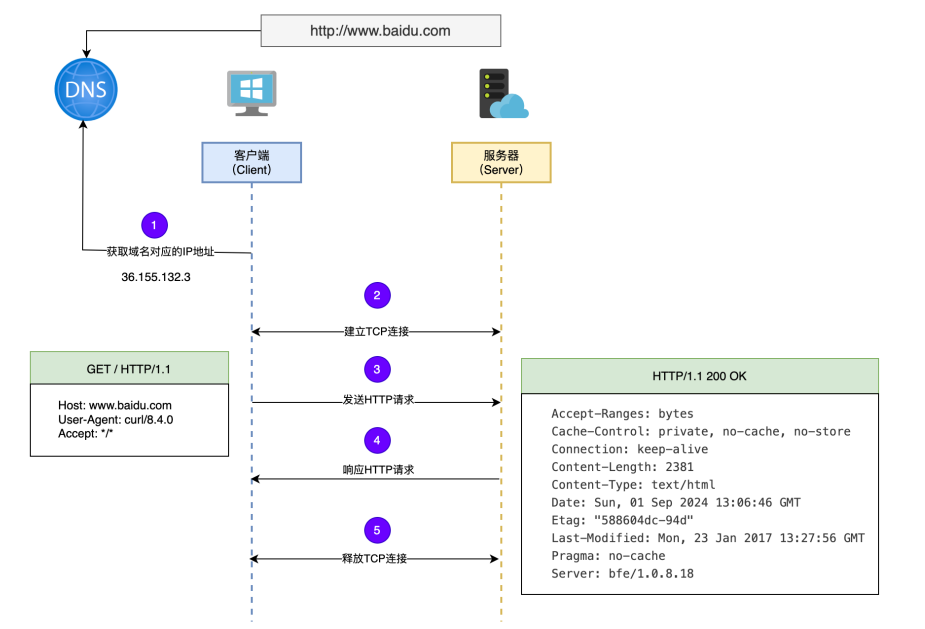 http://www.baidu.com
DNS
客户端
（Client）
服务器
（Server）
1
获取域名对应的IP地址
36.155.132.3
2
建立TCP连接
GET / HTTP/1.1
Host: www.baidu.com
User-Agent: curl/8.4.0
Accept: */*
3
发送HTTP请求
4
响应HTTP请求
5
释放TCP连接
HTTP/1.1 200 OK
Accept-Ranges: bytes
Cache-Control: private, no-cache, no-store
Connection: keep-alive
Content-Length: 2381
Content-Type: text/html
Date: Sun, 01 Sep 2024 13:06:46 GMT
Etag: "588604dc-94d"
Last-Modified: Mon, 23 Jan 2017 13:27:56 GMT
Pragma: no-cache
Server: bfe/1.0.8.18